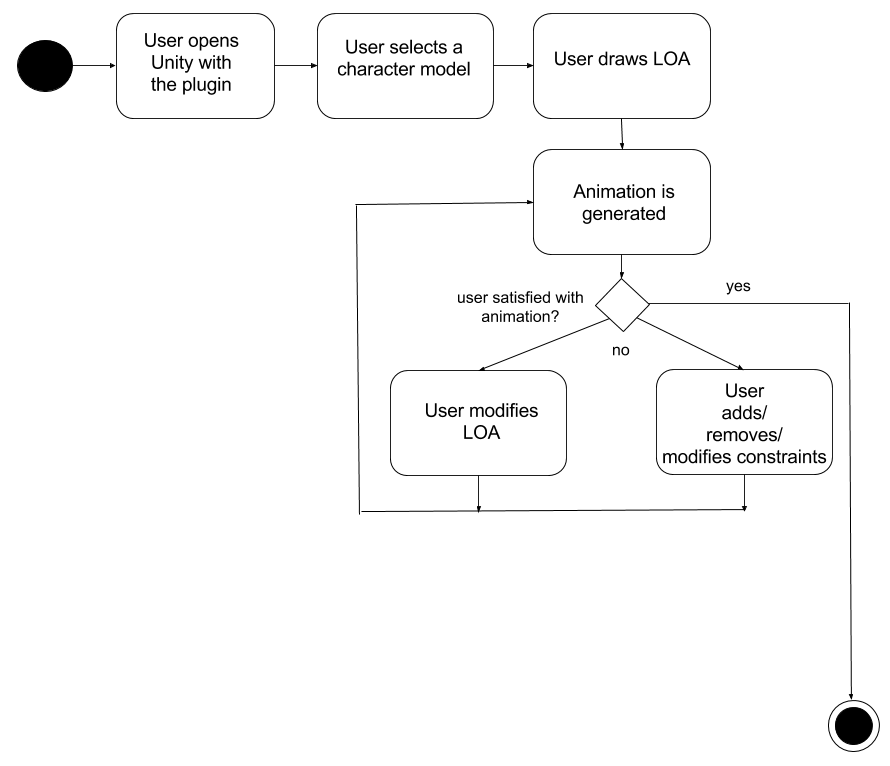 User opens
Unity with
the plugin
User selects a
character model
User draws LOA
Animation is
generated
user satisfied with
animation?
yes
no
User modifies
LOA
User
adds/
removes/
modifies constraints